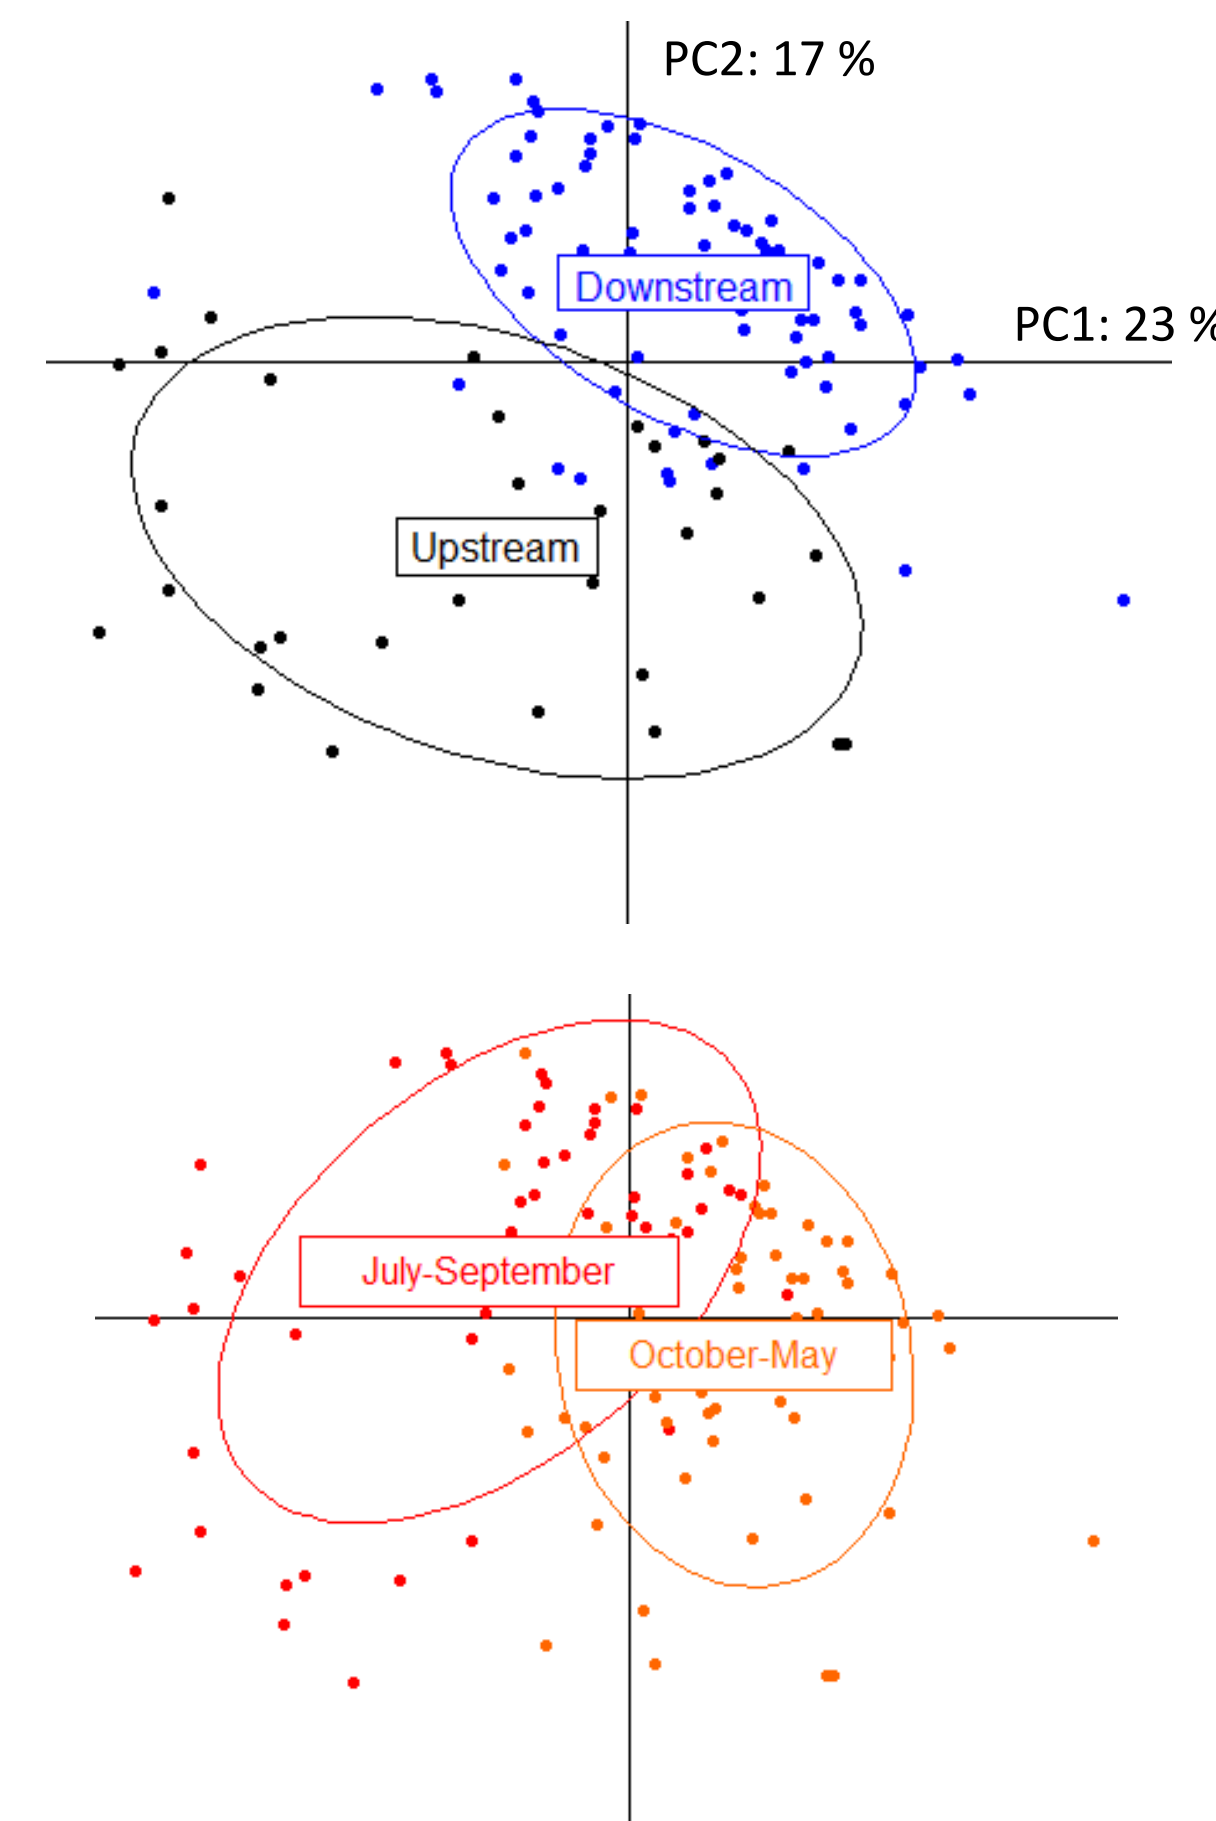 PC2: 17 %
Downstream
PC1: 23 %
Upstream
July-September
October-May